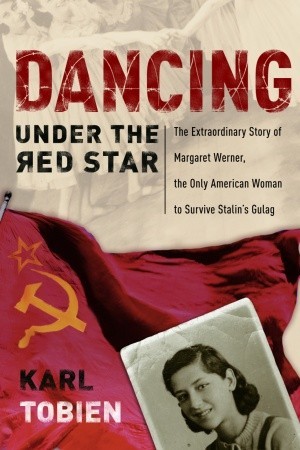 DANCING
UNDER THE
ЯED STAR
The Extraordinary Story of
Margaret Werner,
the Only American Woman
to Survive Stalin's Gulag
KARL
TOBIEN